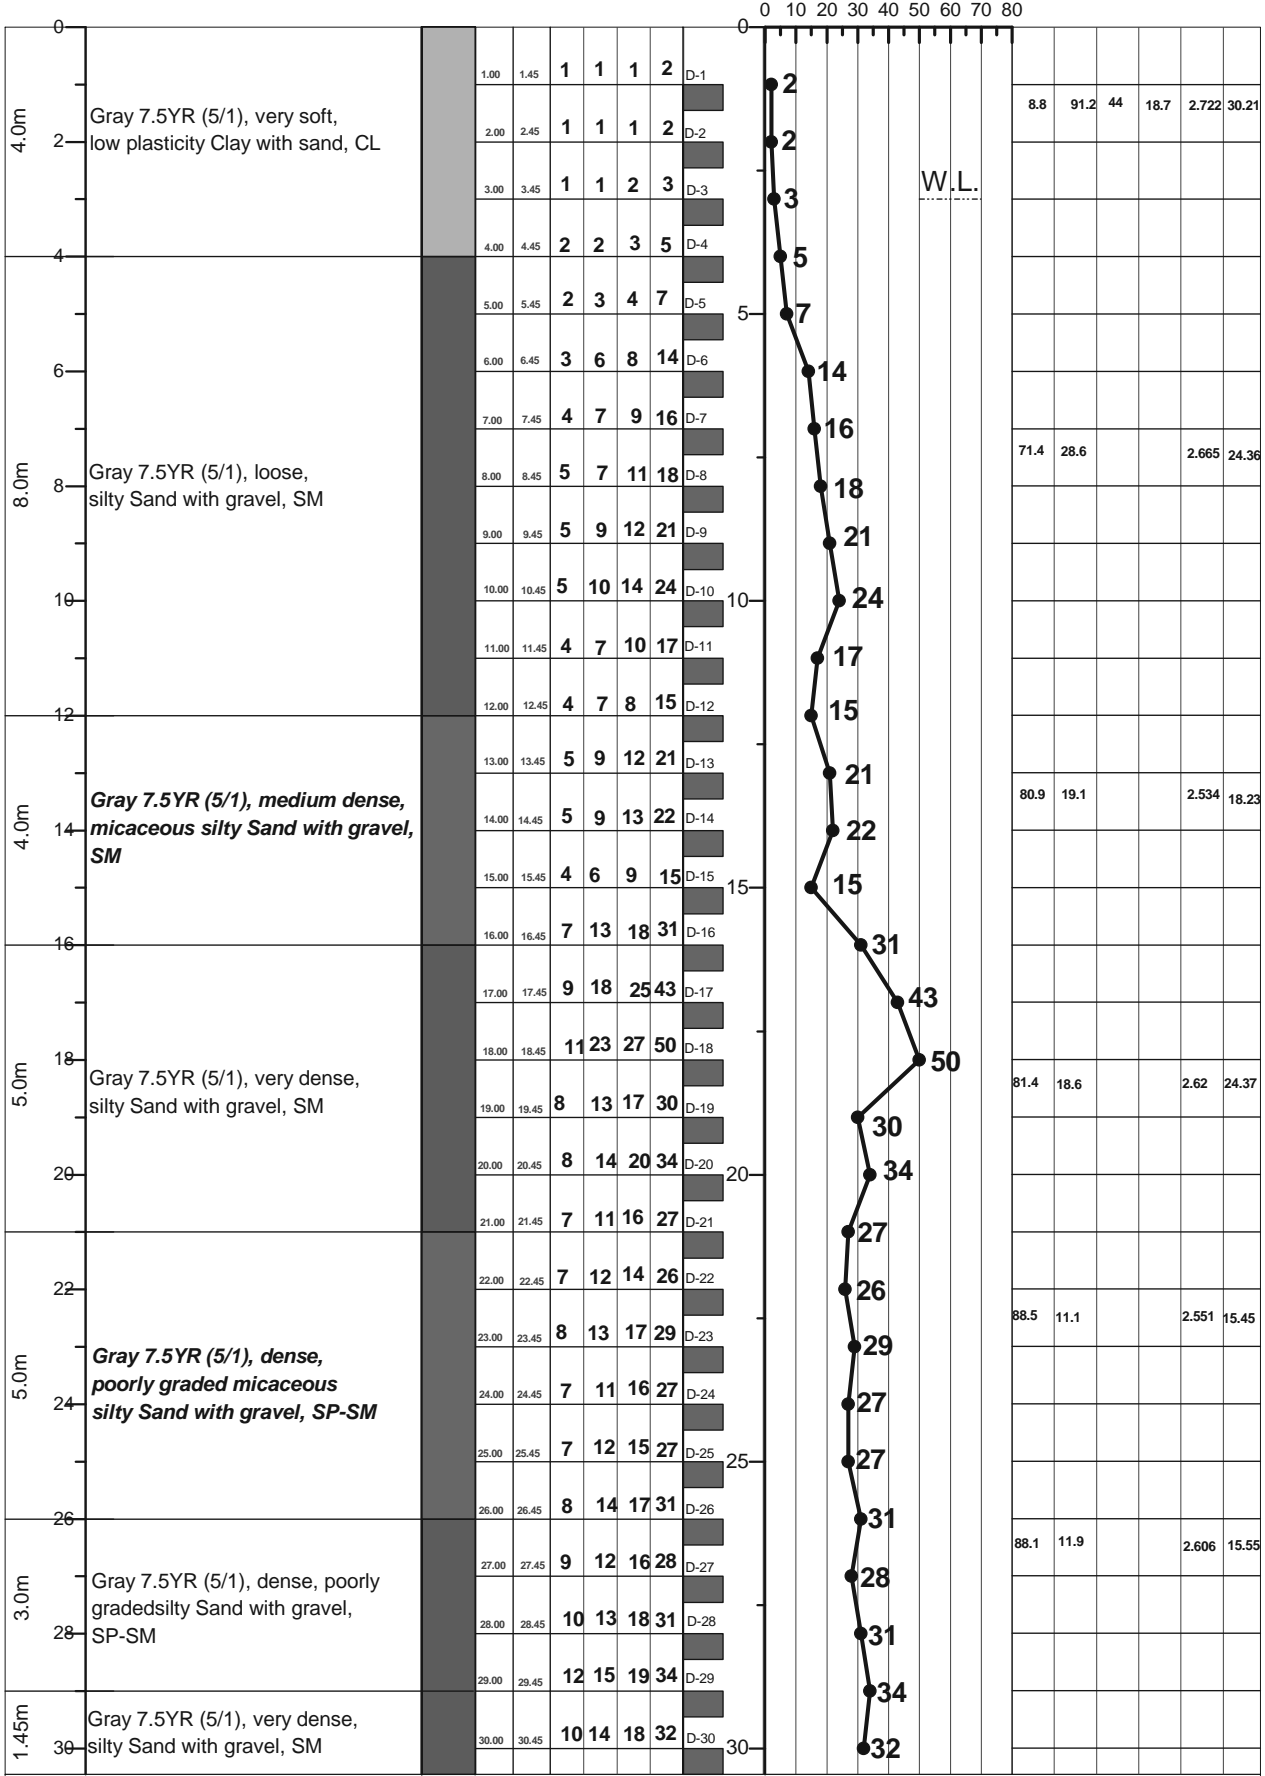 0 10 20 30 40 50 60 70 80
0 0
1.00 1.45 1 1 1 2 D-1
2
4.0m
Gray 7.5YR (5/1), very soft,
low plasticity Clay with sand, CL
8.8 91.2 44 18.7 2.722 30.21
2 2.00 2.45 1 1 1 2 D-2
2
W.L.
3.00 3.45 1 1 2 3 D-3
3
4 4.00 4.45 2 2 3 5 D-4
5
5.00 5.45 2 3 4 7 D-5
5 7
6 6.00 6.45 3 6 8 14 D-6
14
7.00 7.45 4 7 9 16 D-7
16
71.4 28.6 2.665 24.36
8.0m
Gray 7.5YR (5/1), loose,
silty Sand with gravel, SM
8 8.00 8.45 5 7 11 18 D-8
18
9.00 9.45 5 9 12 21 D-9
21
10 10.00 10.45 5 10 14 24 D-10
10 24
11.00 11.45 4 7 10 17 D-11
17
12 12.00 12.45 4 7 8 15 D-12
15
13.00 13.45 5 9 12 21 D-13
21
80.9 19.1 2.534 18.23
4.0m
Gray 7.5YR (5/1), medium dense,
micaceous silty Sand with gravel,
SM
14 14.00 14.45 5 9 13 22 D-14
22
15.00 15.45 4 6 9 15 D-15
15 15
16 16.00 16.45 7 13 18 31 D-16
31
17.00 17.45 9 18 25 43 D-17
43
18 18.00 18.45 11 23 27 50 D-18
50
81.4 18.6 2.62 24.37
5.0m
Gray 7.5YR (5/1), very dense,
silty Sand with gravel, SM
19.00 19.45 8 13 17 30 D-19
30
20 20.00 20.45 8 14 20 34 D-20
20 34
21.00 21.45 7 11 16 27 D-21
27
22 22.00 22.45 7 12 14 26 D-22
26
88.5 11.1 2.551 15.45
23.00 23.45 8 13 17 29 D-23
29
5.0m
Gray 7.5YR (5/1), dense,
poorly graded micaceous
silty Sand with gravel, SP-SM
24 24.00 24.45 7 11 16 27 D-24
27
25.00 25.45 7 12 15 27 D-25
25 27
26 26.00 26.45 8 14 17 31 D-26
31
88.1 11.9 2.606 15.55
27.00 27.45 9 12 16 28 D-27
28
3.0m
Gray 7.5YR (5/1), dense, poorly
gradedsilty Sand with gravel,
SP-SM
28 28.00 28.45 10 13 18 31 D-28
31
29.00 29.45 12 15 19 34 D-29
34
1.45m
Gray 7.5YR (5/1), very dense,
silty Sand with gravel, SM
30 30.00 30.45 10 14 18 32 D-30
30 32